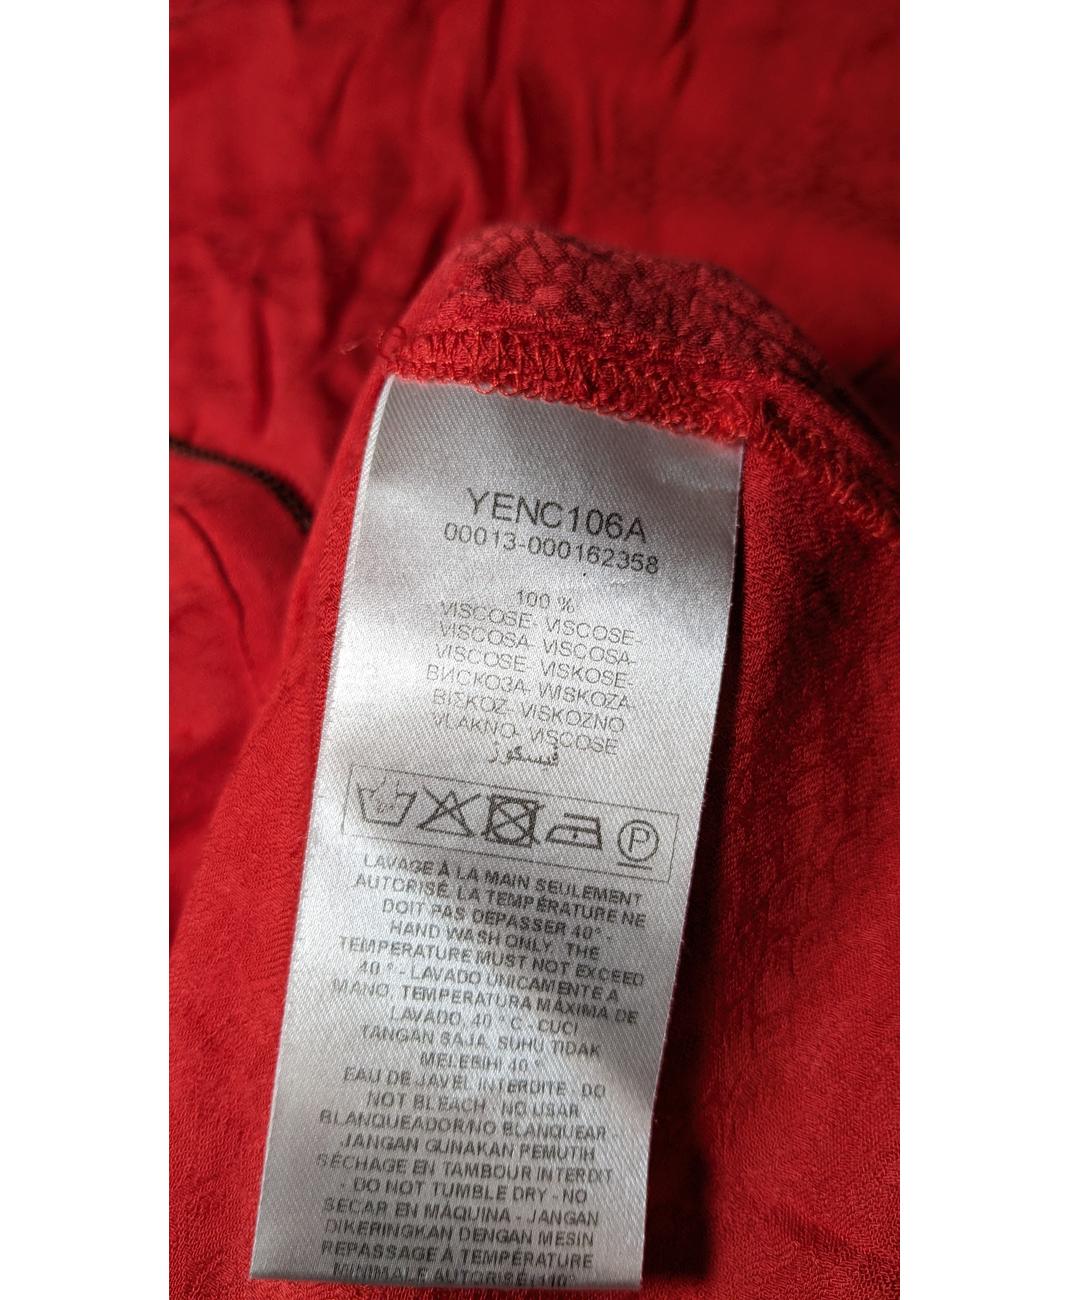 YENC106A
00013-000162358
100 %
VISCOSE- VISCOSE-
VISCOSA- VISCOSA-
VISCOSE- VISKOSE-
ВИСКОЗА- WISKOZA-
ΒΙΣΚΟΖ- VISKOZNO
VLAKNO- VISCOSE
فيسكوز
P
LAVAGE À LA MAIN SEULEMENT
AUTORISÉ. LA TEMPÉRATURE NE
DOIT PAS DÉPASSER 40° -
HAND WASH ONLY, THE
TEMPERATURE MUST NOT EXCEED
40 ° - LAVADO UNICAMENTE A
MANO, TEMPERATURA MÁXIMA DE
LAVADO, 40 ° C - CUCI
TANGAN SAJA, SUHU TIDAK
MELEBIHI 40 °
EAU DE JAVEL INTERDITE - DO
NOT BLEACH - NO USAR
BLANQUEADOR/NO BLANQUEAR
JANGAN GUNAKAN PEMUTIH
SÉCHAGE EN TAMBOUR INTERDIT
- DO NOT TUMBLE DRY - NO
SECAR EN MÁQUINA - JANGAN
DIKERINGKAN DENGAN MESIN
REPASSAGE À TEMPÉRATURE
MINIMALE AUTORISÉ 110°